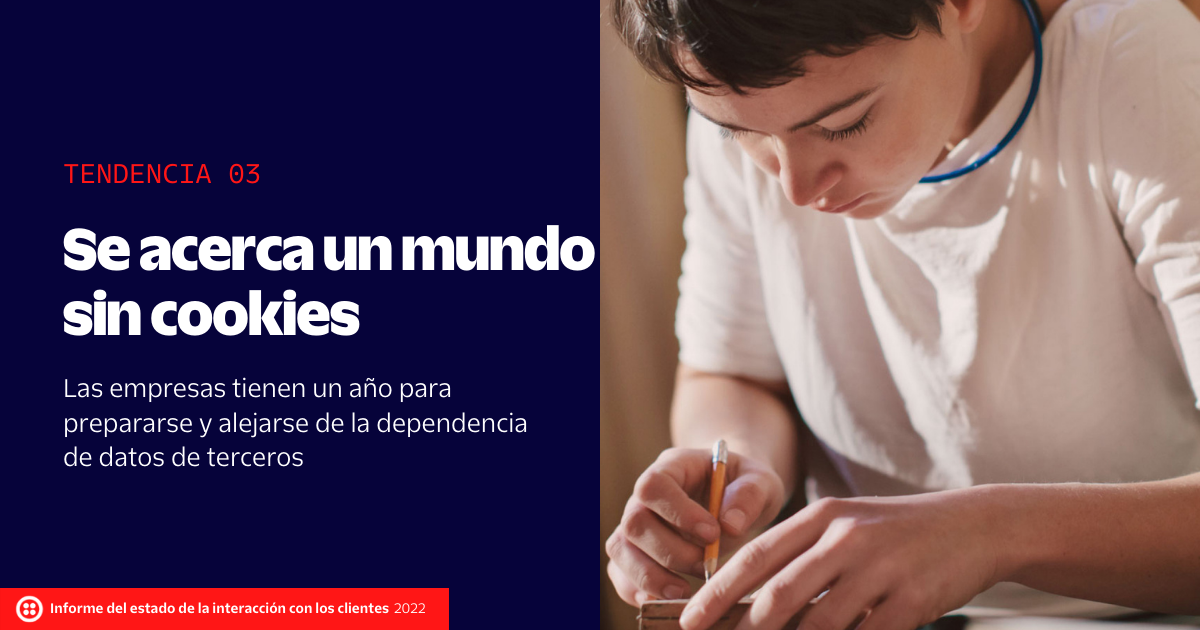 TENDENCIA 03
Se acerca un mundo
sin cookies
Las empresas tienen un año para
prepararse y alejarse de la dependencia
de datos de terceros
Informe del estado de la interacción con los clientes 2022